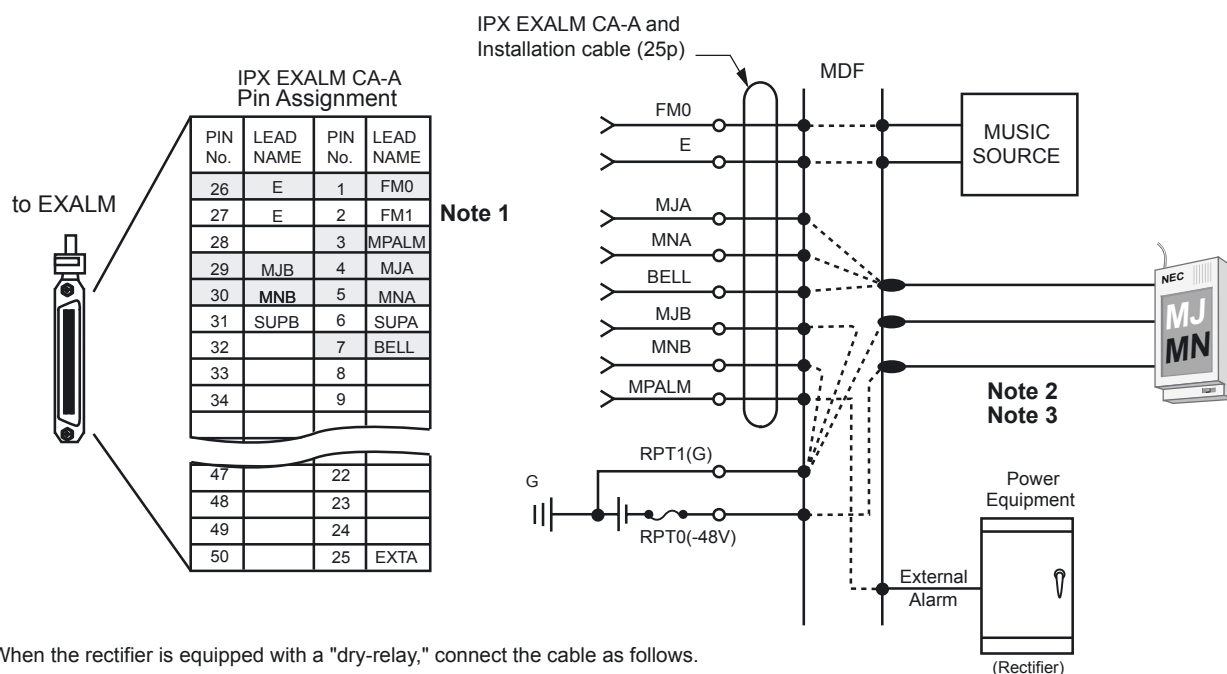 IPX EXALM CA-A and
Installation cable (25p)
MDF
IPX EXALM CA-A
Pin Assignment
PIN No. LEAD NAME PIN No. LEAD NAME
26 E 1 FM0
27 E 2 FM1
28 3 MPALM
29 MJB 4 MJA
30 MNB 5 MNA
31 SUPB 6 SUPA
32 7 BELL
33 8
34 9
47 22
48 23
49 24
50 25 EXTA
to EXALM
Note 1
FM0
E
MJA
MNA
BELL
MJB
MNB
MPALM
RPT1(G)
G
RPT0(-48V)
MUSIC
SOURCE
NEC
MJ
MN
Note 2
Note 3
Power
Equipment
External
Alarm
(Rectifier)
When the rectifier is equipped with a "dry-relay," connect the cable as follows.